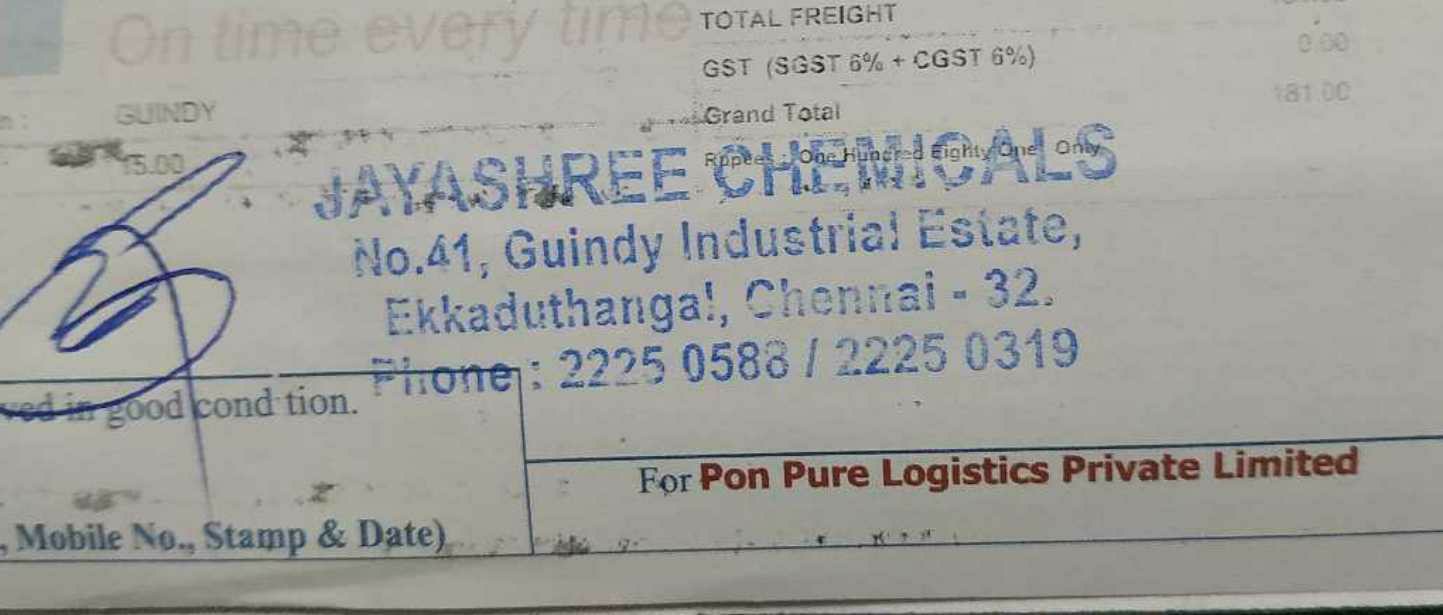 On time every time
TOTAL FREIGHT
GST (SGST 6% + CGST 6%) 0.00
GUINDY
Grand Total 181.00
75.00
Rupees : One Hundred Eighty One Only
JAYASHREE CHEMICALS
No.41, Guindy Industrial Estate,
Ekkaduthangal, Chennai - 32.
Phone : 2225 0588 / 2225 0319
in good condition.
For Pon Pure Logistics Private Limited
, Mobile No., Stamp & Date)